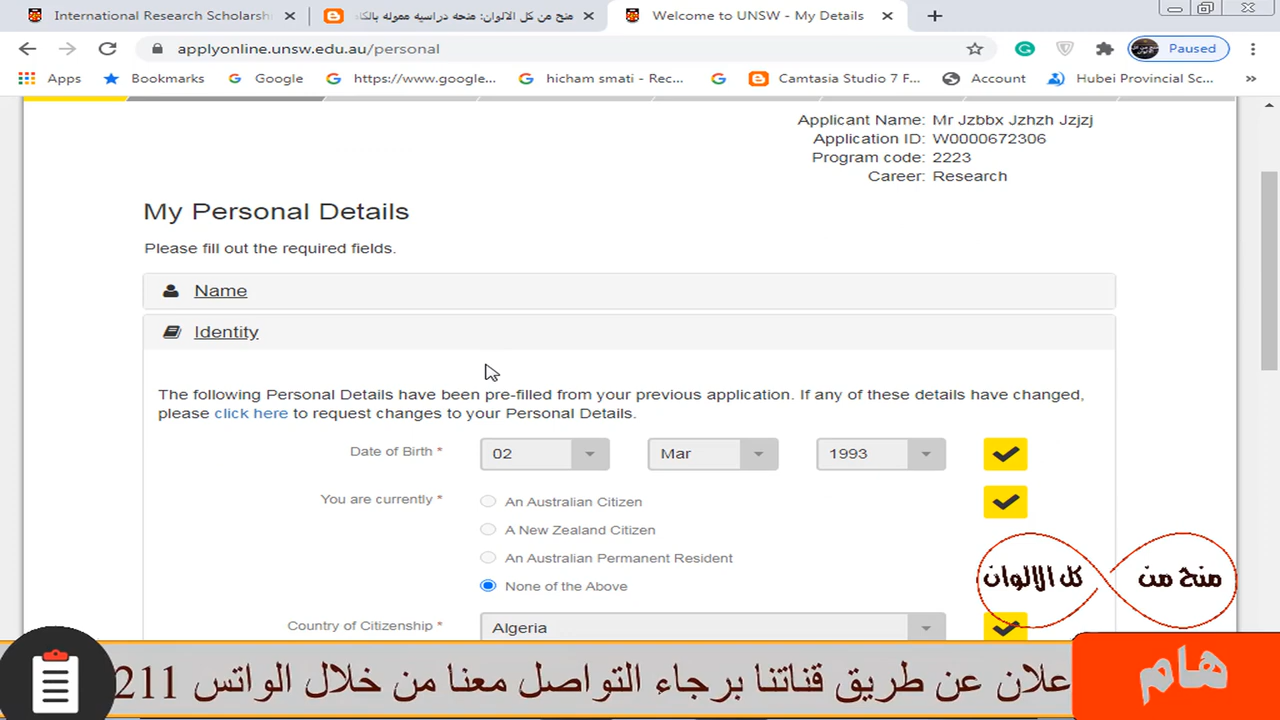 International Research Scholarsh
منح من كل الالوان: منحه دراسيه مموله بالكا
Welcome to UNSW - My Details
applyonline.unsw.edu.au/personal
Paused
Apps
Bookmarks
Google
https://www.google...
hicham smati - Rec...
Camtasia Studio 7 F...
Account
Hubei Provincial Sc...
»
Applicant Name: Mr Jzbbx Jzhzh Jzjzj
Application ID: W0000672306
Program code: 2223
Career: Research
My Personal Details
Please fill out the required fields.
Name
Identity
The following Personal Details have been pre-filled from your previous application. If any of these details have changed,
please click here to request changes to your Personal Details.
Date of Birth * 02 Mar 1993
You are currently * An Australian Citizen
A New Zealand Citizen
An Australian Permanent Resident
None of the Above
منح من كل الالوان
Country of Citizenship * Algeria
هام
علان عن طريق قناتنا برجاء التواصل معنا من خلال الواتس 211